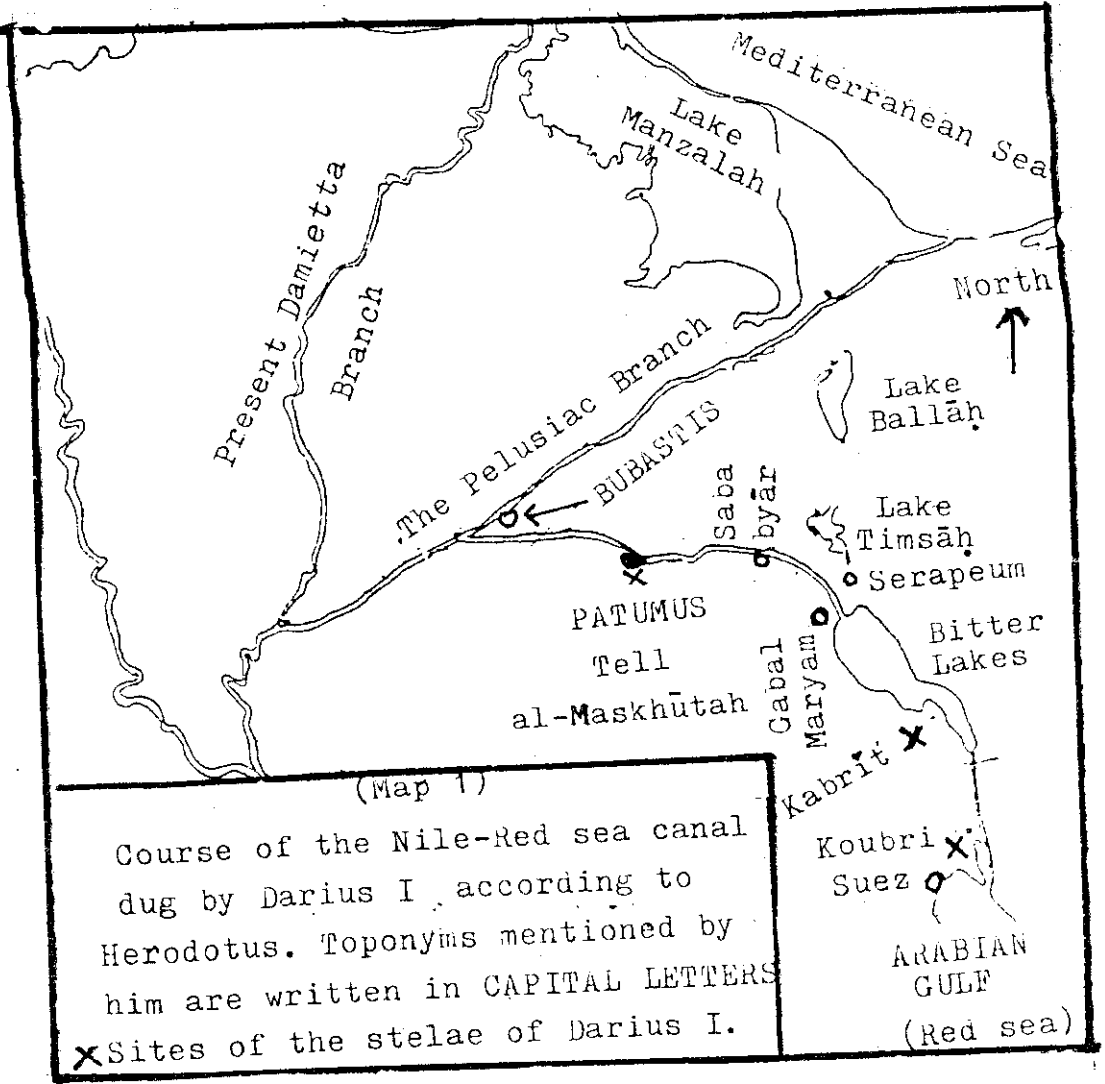 Mediterranean Sea
Lake
Manzalah
Present Damietta
Branch
North
The Pelusiac Branch
Lake
Ballāḥ
BUBASTIS
Saba
byār
Lake
Timsāḥ
Serapeum
PATUMUS
Tell
al-Maskhūtah
Gabal
Maryam
Bitter
Lakes
Kabrit
Koubri
Suez
ARABIAN
GULF
(Red sea)
(Map 1)
Course of the Nile-Red sea canal
dug by Darius I according to
Herodotus. Toponyms mentioned by
him are written in CAPITAL LETTERS
X Sites of the stelae of Darius I.